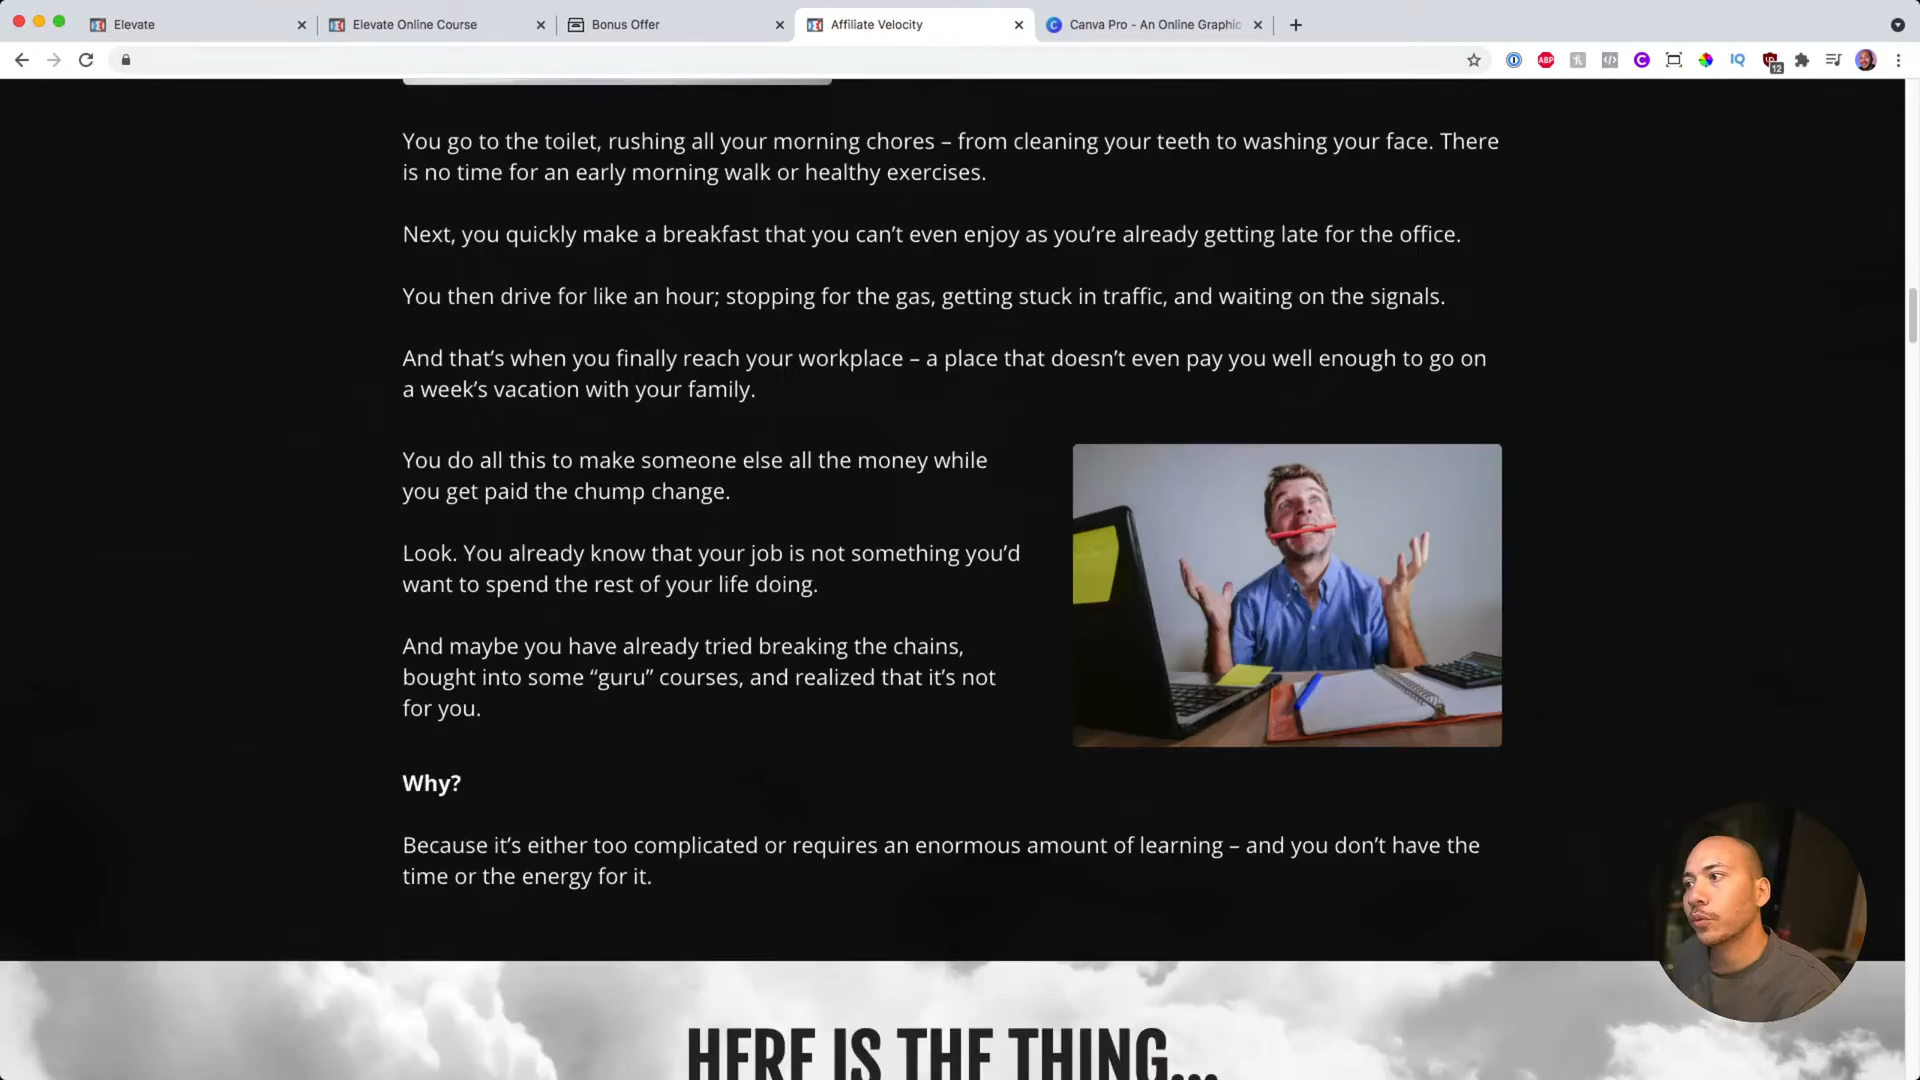 Elevate
Elevate Online Course
Bonus Offer
Affiliate Velocity
Canva Pro - An Online Graphic
ABP
IQ
12
You go to the toilet, rushing all your morning chores – from cleaning your teeth to washing your face. There
is no time for an early morning walk or healthy exercises.
Next, you quickly make a breakfast that you can’t even enjoy as you’re already getting late for the office.
You then drive for like an hour; stopping for the gas, getting stuck in traffic, and waiting on the signals.
And that’s when you finally reach your workplace – a place that doesn’t even pay you well enough to go on
a week’s vacation with your family.
You do all this to make someone else all the money while
you get paid the chump change.
Look. You already know that your job is not something you’d
want to spend the rest of your life doing.
And maybe you have already tried breaking the chains,
bought into some “guru” courses, and realized that it’s not
for you.
Why?
Because it’s either too complicated or requires an enormous amount of learning – and you don’t have the
time or the energy for it.
HERE IS THE THING...